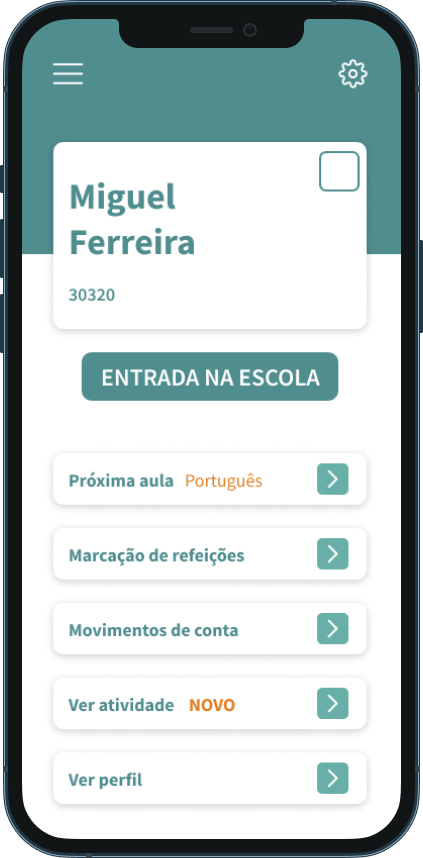 Miguel
Ferreira
30320
ENTRADA NA ESCOLA
Próxima aula Português
Marcação de refeições
Movimentos de conta
Ver atividade NOVO
Ver perfil